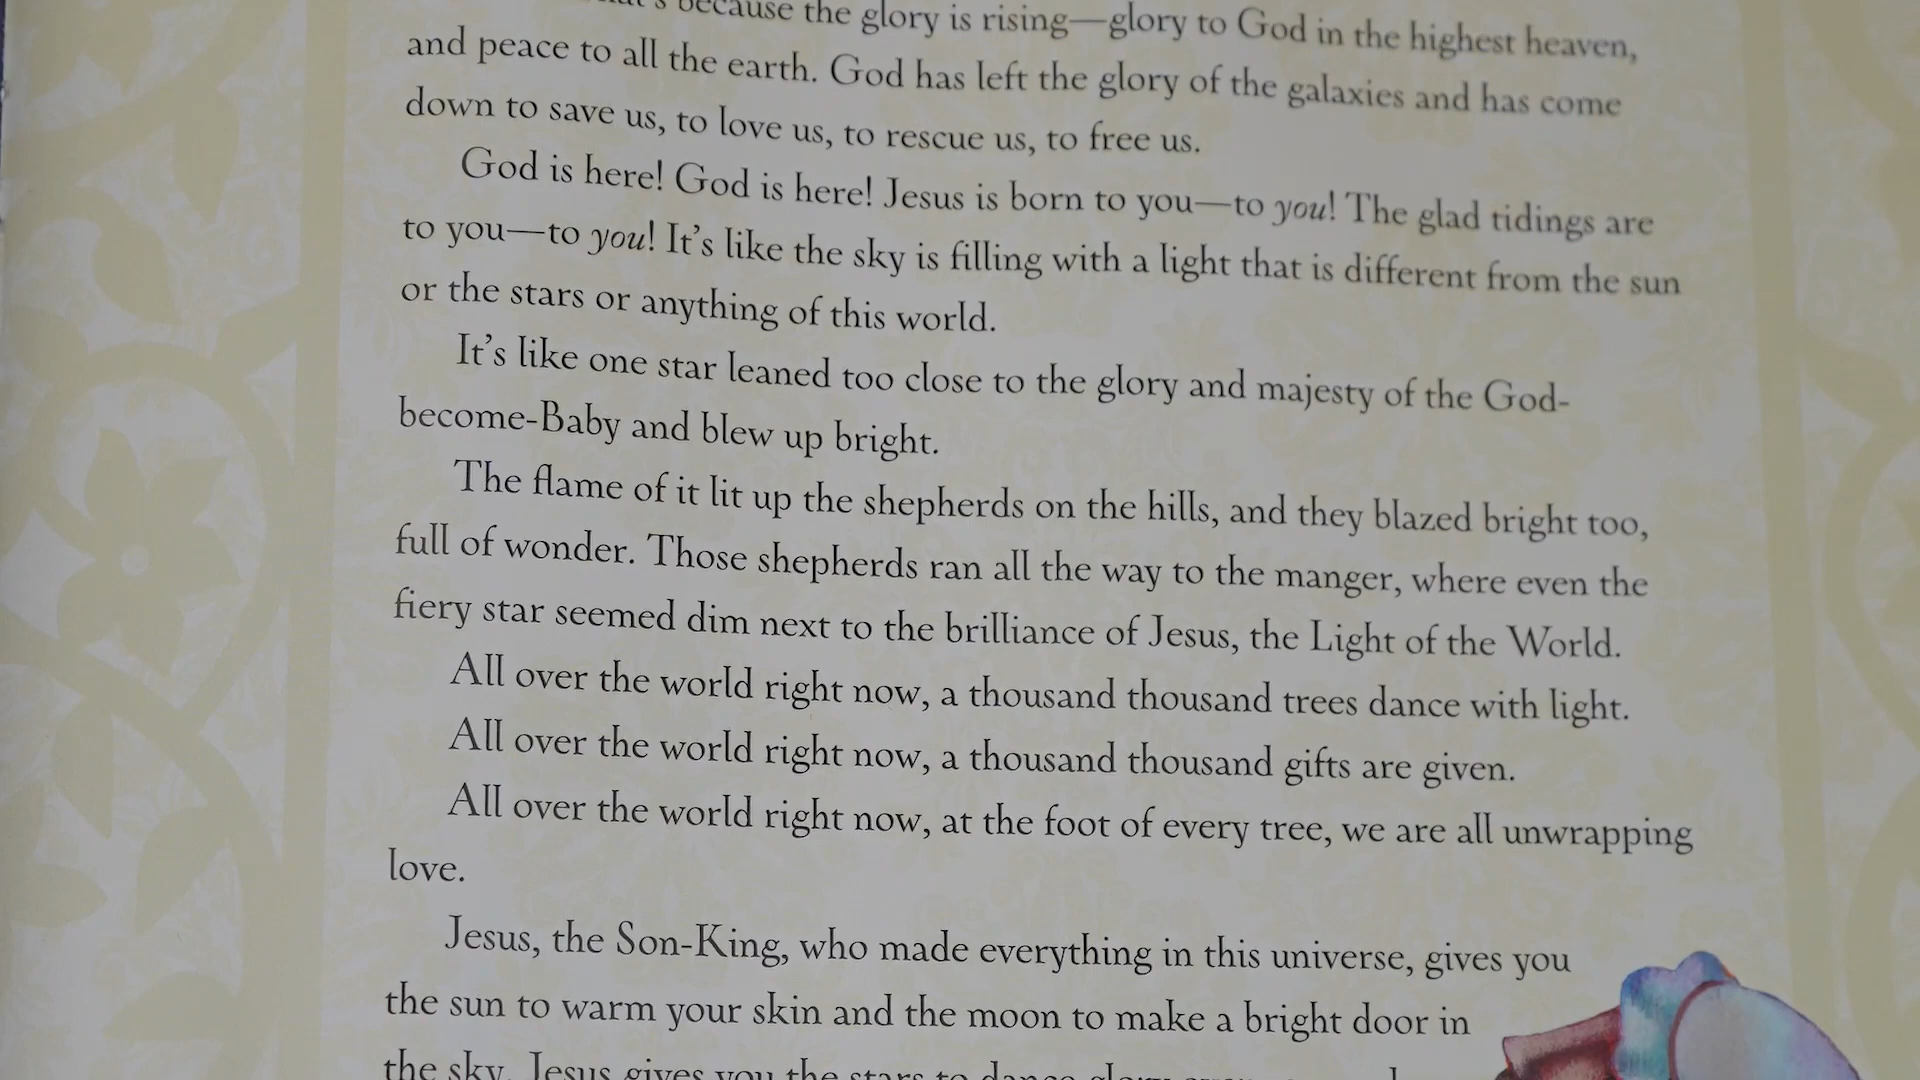 because the glory is rising—glory to God in the highest heaven,
and peace to all the earth. God has left the glory of the galaxies and has come
down to save us, to love us, to rescue us, to free us.
God is here! God is here! Jesus is born to you—to you! The glad tidings are
to you—to you! It's like the sky is filling with a light that is different from the sun
or the stars or anything of this world.
It's like one star leaned too close to the glory and majesty of the God-
become-Baby and blew up bright.
The flame of it lit up the shepherds on the hills, and they blazed bright too,
full of wonder. Those shepherds ran all the way to the manger, where even the
fiery star seemed dim next to the brilliance of Jesus, the Light of the World.
All over the world right now, a thousand thousand trees dance with light.
All over the world right now, a thousand thousand gifts are given.
All over the world right now, at the foot of every tree, we are all unwrapping
love.
Jesus, the Son-King, who made everything in this universe, gives you
the sun to warm your skin and the moon to make a bright door in
the sky. Jesus gives you the stars to dance